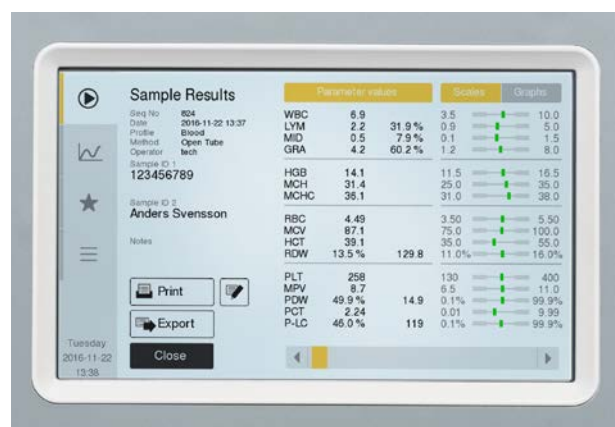 Sample Results
Seq No 824
Date 2016-11-22 13:37
Profile Blood
Method Open Tube
Operator tech
Sample ID 1
123456789
Sample ID 2
Anders Svensson
Notes
Print
Export
Close
Tuesday
2016-11-22
13:38
Parameter values Scales Graphs
WBC 6.9 3.5 10.0
LYM 2.2 31.9 % 0.9 5.0
MID 0.5 7.9 % 0.1 1.5
GRA 4.2 60.2 % 1.2 8.0
HGB 14.1 11.5 16.5
MCH 31.4 25.0 35.0
MCHC 36.1 31.0 38.0
RBC 4.49 3.50 5.50
MCV 87.1 75.0 100.0
HCT 39.1 35.0 55.0
RDW 13.5 % 129.8 11.0% 16.0%
PLT 258 130 400
MPV 8.7 6.5 11.0
PDW 49.9 % 14.9 0.1% 99.9%
PCT 2.24 0.01 9.99
P-LC 46.0 % 119 0.1% 99.9%